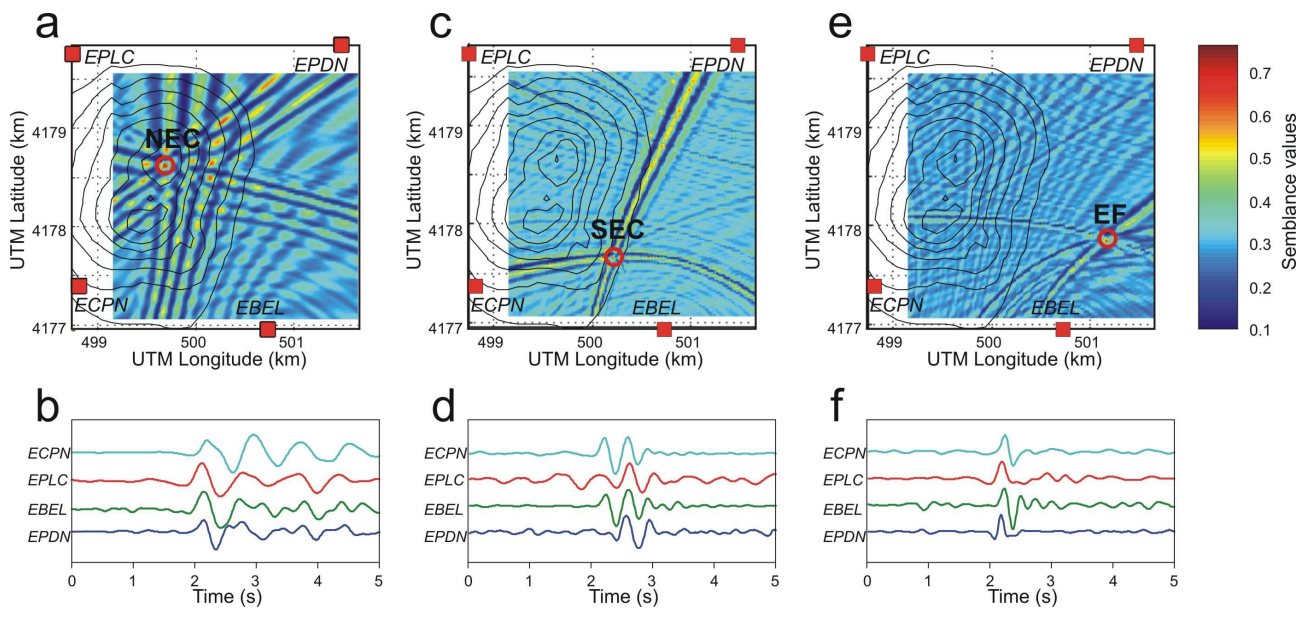 a
c
e
EPLC
EPDN
NEC
ECPN
EBEL
4179
4178
4177
499
500
501
UTM Latitude (km)
UTM Longitude (km)
EPLC
EPDN
SEC
ECPN
EBEL
4179
4178
4177
499
500
501
UTM Latitude (km)
UTM Longitude (km)
EPLC
EPDN
EF
ECPN
EBEL
4179
4178
4177
499
500
501
UTM Latitude (km)
UTM Longitude (km)
0.7
0.6
0.5
0.4
0.3
0.2
0.1
Semblance values
b
ECPN
EPLC
EBEL
EPDN
0 1 2 3 4 5
Time (s)
d
ECPN
EPLC
EBEL
EPDN
0 1 2 3 4 5
Time (s)
f
ECPN
EPLC
EBEL
EPDN
0 1 2 3 4 5
Time (s)